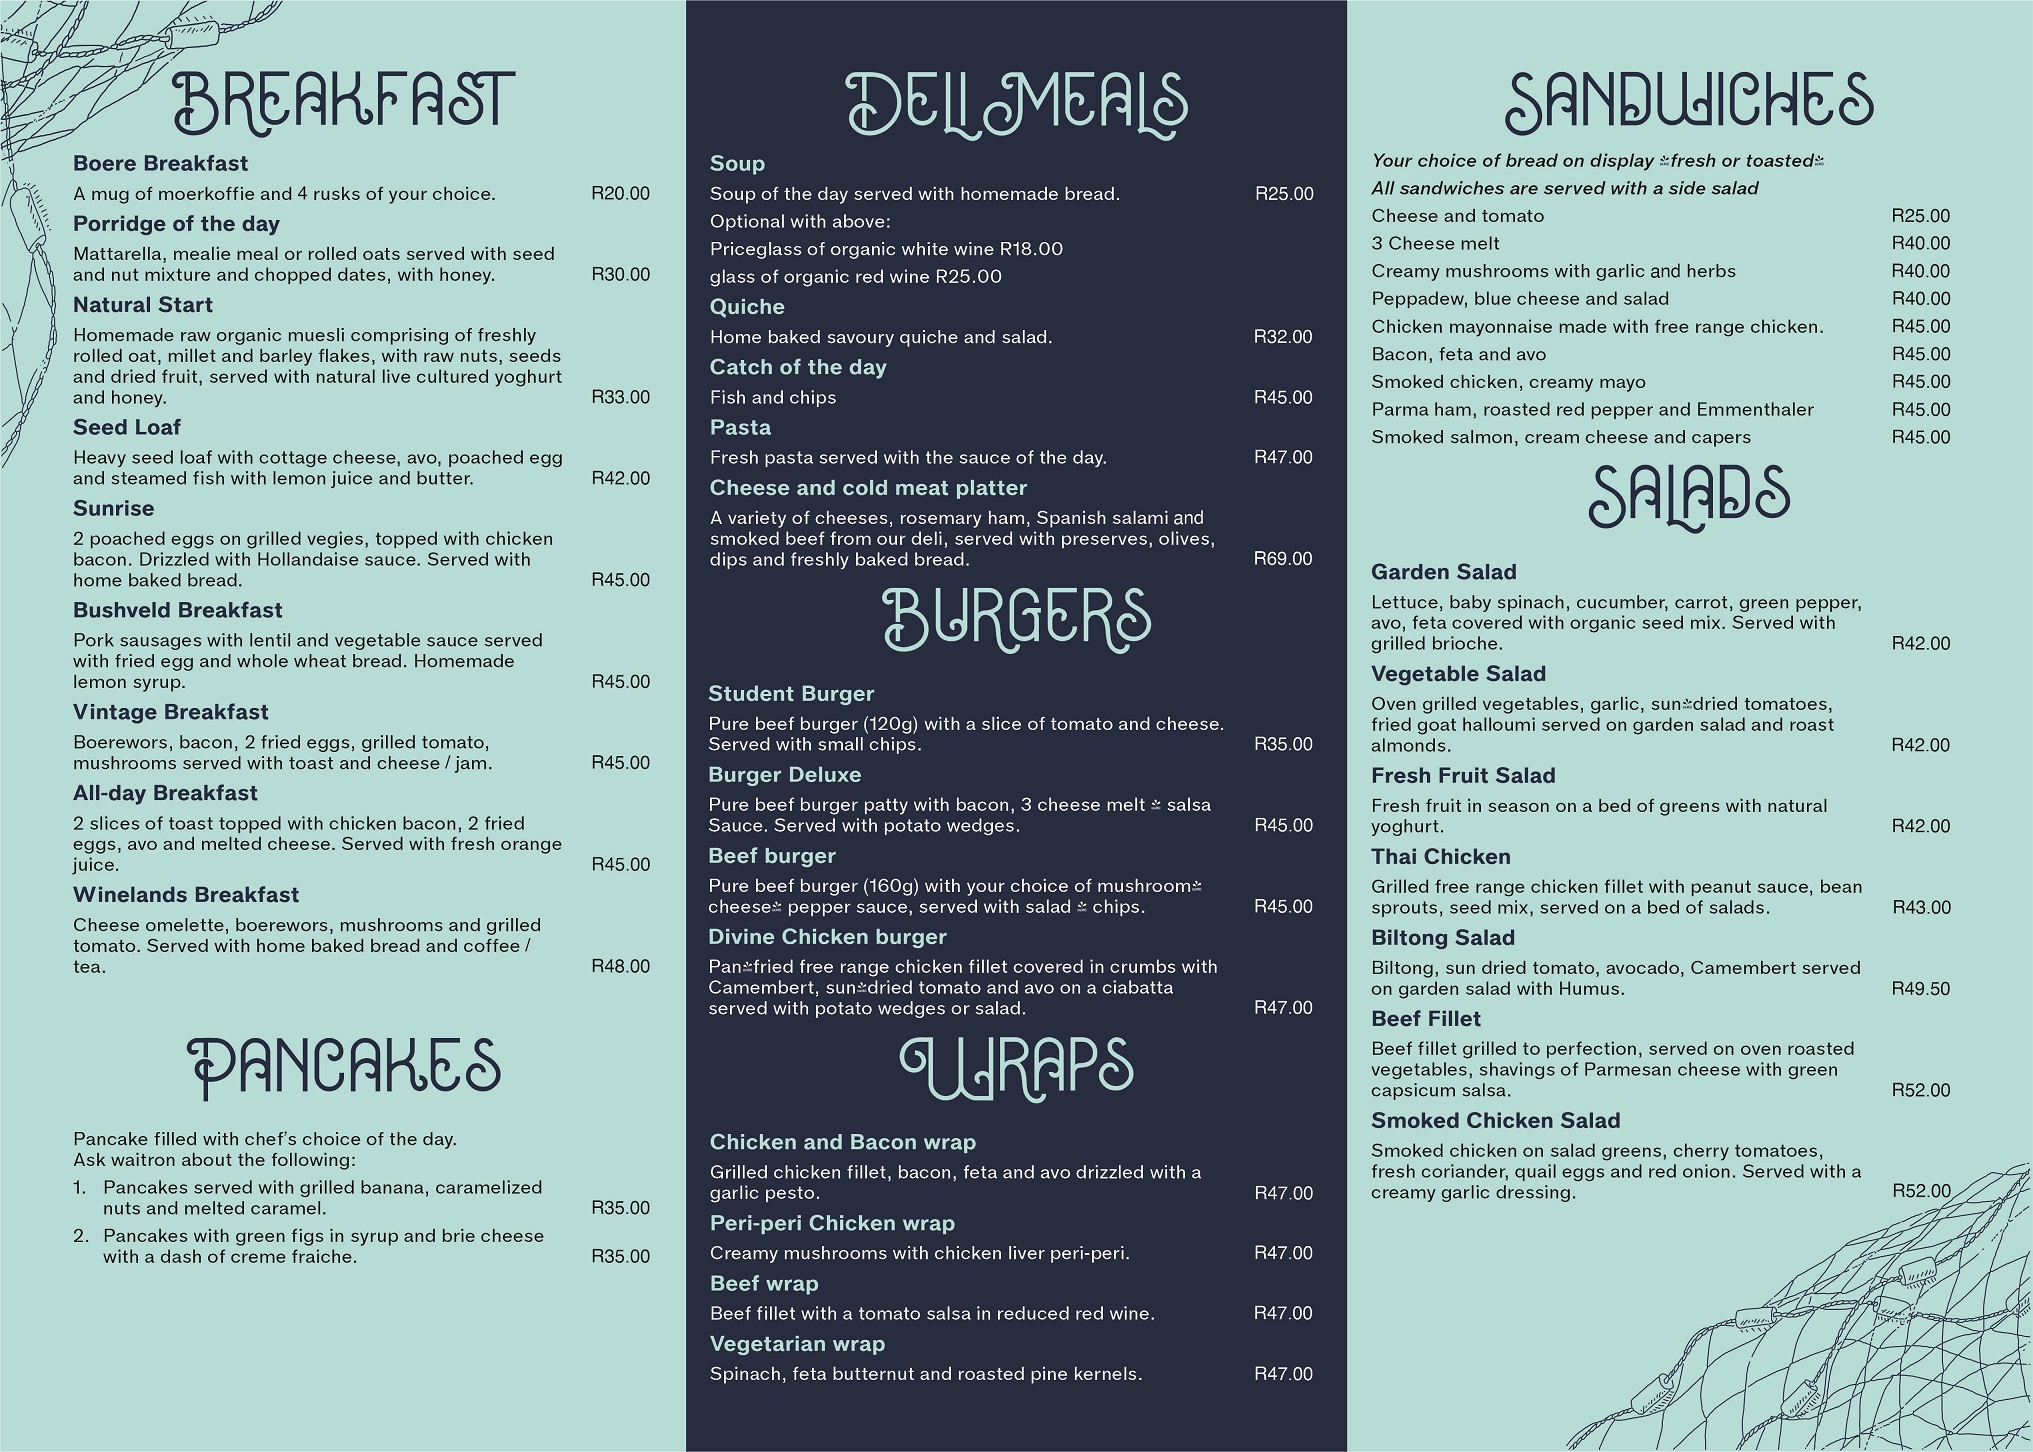 BREAKFAST
Boere Breakfast
A mug of moerkoffie and 4 rusks of your choice. R20.00
Porridge of the day
Mattarella, mealie meal or rolled oats served with seed
and nut mixture and chopped dates, with honey. R30.00
Natural Start
Homemade raw organic muesli comprising of freshly
rolled oat, millet and barley flakes, with raw nuts, seeds
and dried fruit, served with natural live cultured yoghurt
and honey. R33.00
Seed Loaf
Heavy seed loaf with cottage cheese, avo, poached egg
and steamed fish with lemon juice and butter. R42.00
Sunrise
2 poached eggs on grilled vegies, topped with chicken
bacon. Drizzled with Hollandaise sauce. Served with
home baked bread. R45.00
Bushveld Breakfast
Pork sausages with lentil and vegetable sauce served
with fried egg and whole wheat bread. Homemade
lemon syrup. R45.00
Vintage Breakfast
Boerewors, bacon, 2 fried eggs, grilled tomato,
mushrooms served with toast and cheese / jam. R45.00
All-day Breakfast
2 slices of toast topped with chicken bacon, 2 fried
eggs, avo and melted cheese. Served with fresh orange
juice. R45.00
Winelands Breakfast
Cheese omelette, boerewors, mushrooms and grilled
tomato. Served with home baked bread and coffee /
tea. R48.00
PANCAKES
Pancake filled with chef's choice of the day.
Ask waitron about the following:
1. Pancakes served with grilled banana, caramelized
nuts and melted caramel. R35.00
2. Pancakes with green figs in syrup and brie cheese
with a dash of creme fraiche. R35.00
DELI MEALS
Soup
Soup of the day served with homemade bread. R25.00
Optional with above:
Priceglass of organic white wine R18.00
glass of organic red wine R25.00
Quiche
Home baked savoury quiche and salad. R32.00
Catch of the day
Fish and chips R45.00
Pasta
Fresh pasta served with the sauce of the day. R47.00
Cheese and cold meat platter
A variety of cheeses, rosemary ham, Spanish salami and
smoked beef from our deli, served with preserves, olives,
dips and freshly baked bread. R69.00
BURGERS
Student Burger
Pure beef burger (120g) with a slice of tomato and cheese.
Served with small chips. R35.00
Burger Deluxe
Pure beef burger patty with bacon, 3 cheese melt salsa
Sauce. Served with potato wedges. R45.00
Beef burger
Pure beef burger (160g) with your choice of mushroom
cheese pepper sauce, served with salad chips. R45.00
Divine Chicken burger
Pan fried free range chicken fillet covered in crumbs with
Camembert, sun dried tomato and avo on a ciabatta
served with potato wedges or salad. R47.00
WRAPS
Chicken and Bacon wrap
Grilled chicken fillet, bacon, feta and avo drizzled with a
garlic pesto. R47.00
Peri-peri Chicken wrap
Creamy mushrooms with chicken liver peri-peri. R47.00
Beef wrap
Beef fillet with a tomato salsa in reduced red wine. R47.00
Vegetarian wrap
Spinach, feta butternut and roasted pine kernels. R47.00
SANDWICHES
Your choice of bread on display fresh or toasted
All sandwiches are served with a side salad
Cheese and tomato R25.00
3 Cheese melt R40.00
Creamy mushrooms with garlic and herbs R40.00
Peppadew, blue cheese and salad R40.00
Chicken mayonnaise made with free range chicken. R45.00
Bacon, feta and avo R45.00
Smoked chicken, creamy mayo R45.00
Parma ham, roasted red pepper and Emmenthaler R45.00
Smoked salmon, cream cheese and capers R45.00
SALADS
Garden Salad
Lettuce, baby spinach, cucumber, carrot, green pepper,
avo, feta covered with organic seed mix. Served with
grilled brioche. R42.00
Vegetable Salad
Oven grilled vegetables, garlic, sun dried tomatoes,
fried goat halloumi served on garden salad and roast
almonds. R42.00
Fresh Fruit Salad
Fresh fruit in season on a bed of greens with natural
yoghurt. R42.00
Thai Chicken
Grilled free range chicken fillet with peanut sauce, bean
sprouts, seed mix, served on a bed of salads. R43.00
Biltong Salad
Biltong, sun dried tomato, avocado, Camembert served
on garden salad with Humus. R49.50
Beef Fillet
Beef fillet grilled to perfection, served on oven roasted
vegetables, shavings of Parmesan cheese with green
capsicum salsa. R52.00
Smoked Chicken Salad
Smoked chicken on salad greens, cherry tomatoes,
fresh coriander, quail eggs and red onion. Served with a
creamy garlic dressing. R52.00